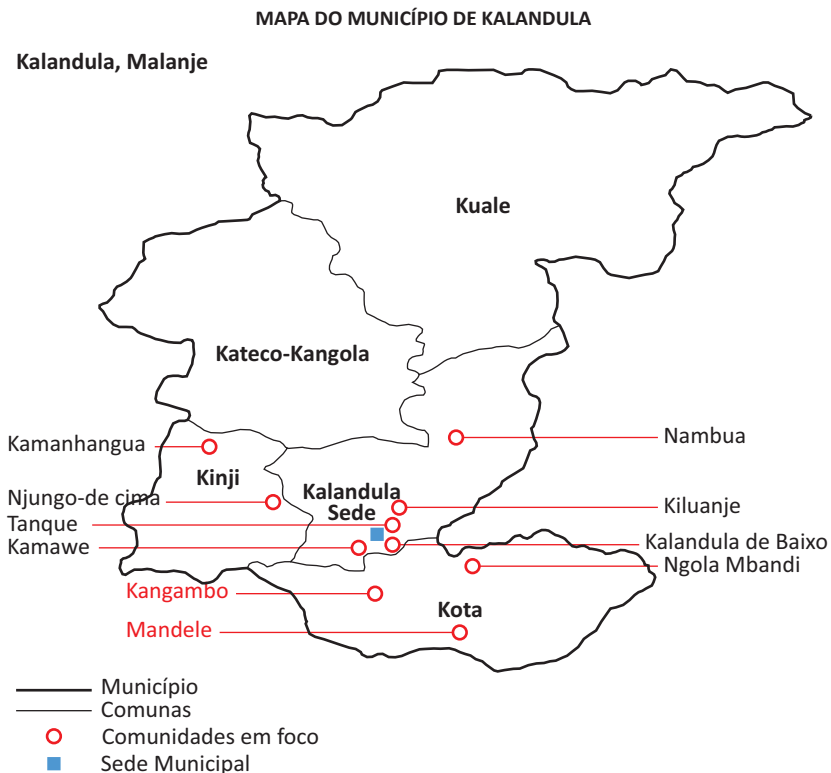 MAPA DO MUNICÍPIO DE KALANDULA
Kalandula, Malanje
Kuale
Kateco-Kangola
Kamanhangua
Nambua
Kinji
Njungo-de cima
Kalandula
Sede
Kiluanje
Tanque
Kamawe
Kalandula de Baixo
Ngola Mbandi
Kangambo
Kota
Mandele
Município
Comunas
Comunidades em foco
Sede Municipal